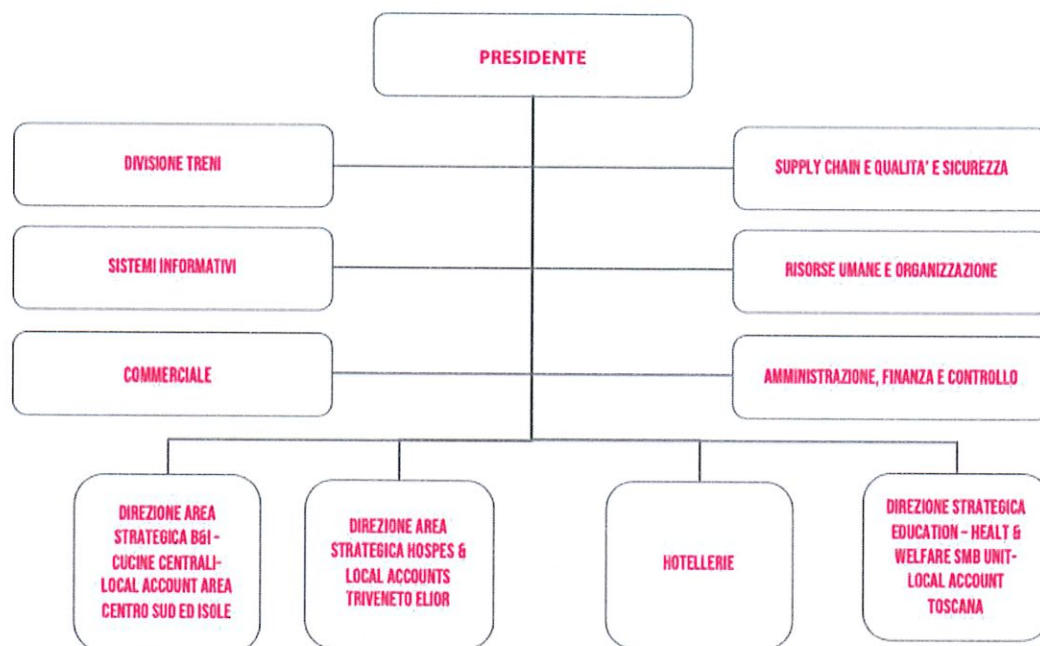 PRESIDENTE
DIVISIONE TRENI
SUPPLY CHAIN E QUALITA' E SICUREZZA
SISTEMI INFORMATIVI
RISORSE UMANE E ORGANIZZAZIONE
COMMERCIALE
AMMINISTRAZIONE, FINANZA E CONTROLLO
DIREZIONE AREA
STRATEGICA B&I -
CUCINE CENTRALI-
LOCAL ACCOUNT AREA
CENTRO SUD ED ISOLE
DIREZIONE AREA
STRATEGICA HOSPES &
LOCAL ACCOUNTS
TRIVENETO ELIOR
HOTELLERIE
DIREZIONE STRATEGICA
EDUCATION – HEALT &
WELFARE SMB UNIT-
LOCAL ACCOUNT
TOSCANA